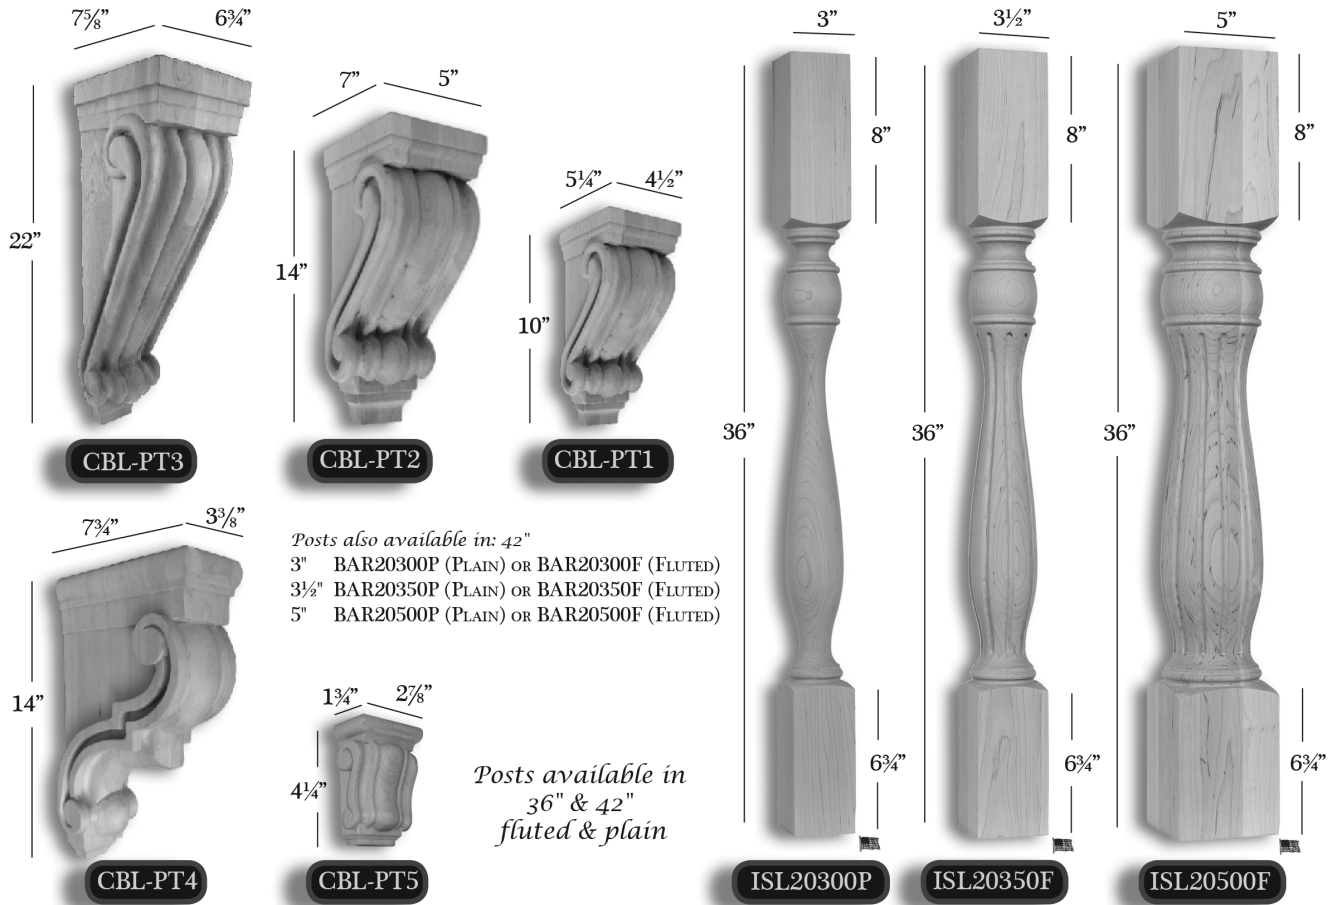 7⅝” 6¾”
22”
CBL-PT3
7” 5”
14”
CBL-PT2
5¼” 4½”
10”
CBL-PT1
7¾” 3⅜”
14”
CBL-PT4
Posts also available in: 42"
3" BAR20300P (Plain) or BAR20300F (Fluted)
3½" BAR20350P (Plain) or BAR20350F (Fluted)
5" BAR20500P (Plain) or BAR20500F (Fluted)
1¾” 2⅞”
4¼”
CBL-PT5
Posts available in
36" & 42"
fluted & plain
3”
8”
36”
6¾”
ISL20300P
3½”
8”
36”
6¾”
ISL20350F
5”
8”
36”
6¾”
ISL20500F